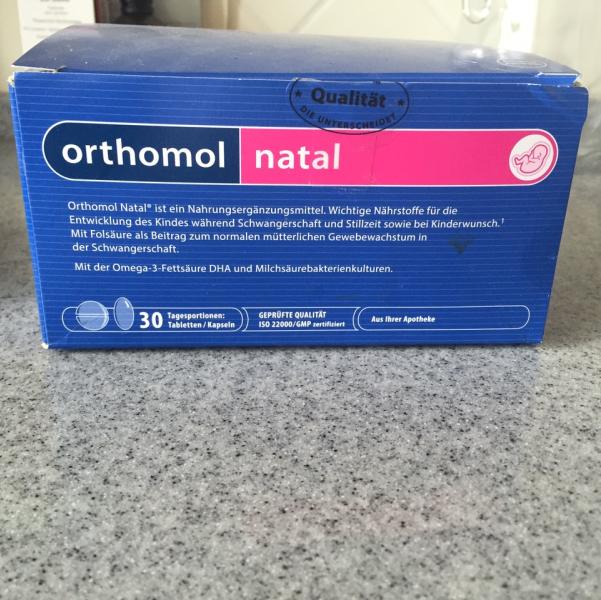 Qualität
DIE UNTERSCHEIDET
orthomol natal
Orthomol Natal® ist ein Nahrungsergänzungsmittel. Wichtige Nährstoffe für die
Entwicklung des Kindes während Schwangerschaft und Stillzeit sowie bei Kinderwunsch.¹
Mit Folsäure als Beitrag zum normalen mütterlichen Gewebewachstum in
der Schwangerschaft.
Mit der Omega-3-Fettsäure DHA und Milchsäurebakterienkulturen.
30 Tagesportionen:
Tabletten / Kapseln
GEPRÜFTE QUALITÄT
ISO 22000/GMP zertifiziert
Aus Ihrer Apotheke